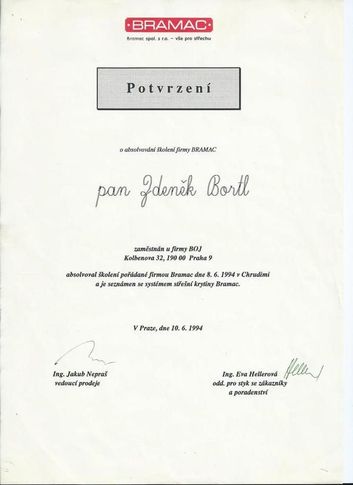 BRAMAC
Bramac spol. s r.o. – vše pro střechu
Potvrzení
o absolvování školení firmy BRAMAC
pan Zdeněk Bortl
zaměstnán u firmy BOJ
Kolbenova 32, 190 00 Praha 9
absolvoval školení pořádané firmou Bramac dne 8. 6. 1994 v Chrudimi
a je seznámen se systémem střešní krytiny Bramac.
V Praze, dne 10. 6. 1994
Ing. Jakub Nepraš
vedoucí prodeje
Ing. Eva Hellerová
odd. pro styk se zákazníky
a poradenství